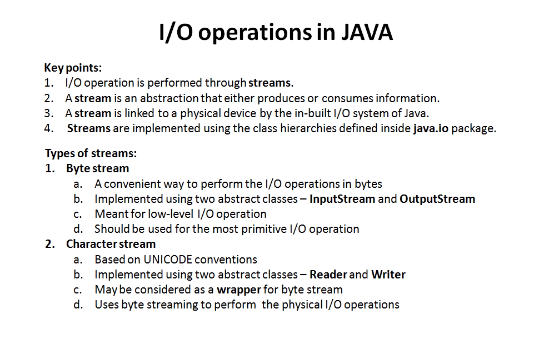 I/O operations in JAVA
Key points:
1. I/O operation is performed through streams.
2. A stream is an abstraction that either produces or consumes information.
3. A stream is linked to a physical device by the in-built I/O system of Java.
4. Streams are implemented using the class hierarchies defined inside java.io package.
Types of streams:
1. Byte stream
a. A convenient way to perform the I/O operations in bytes
b. Implemented using two abstract classes – InputStream and OutputStream
c. Meant for low-level I/O operation
d. Should be used for the most primitive I/O operation
2. Character stream
a. Based on UNICODE conventions
b. Implemented using two abstract classes – Reader and Writer
c. May be considered as a wrapper for byte stream
d. Uses byte streaming to perform the physical I/O operations